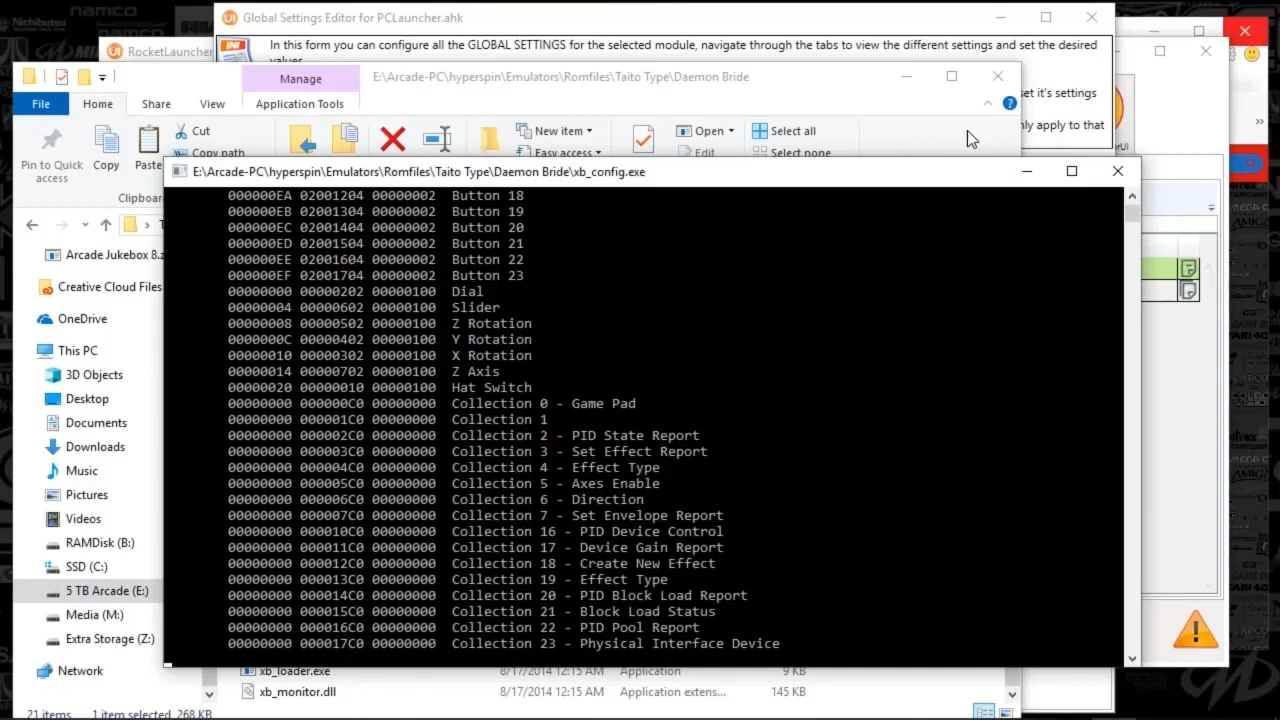 Nichibutsu
namco
Global Settings Editor for PCLauncher.ahk
RocketLauncher
INI
In this form you can configure all the GLOBAL SETTINGS for the selected module, navigate through the tabs to view the different settings and set the desired
values.
Manage
E:\Arcade-PC\hyperspin\Emulators\Romfiles\Taito Type\Daemon Bride
set it's settings
File
Home
Share
View
Application Tools
nly apply to that
Pin to Quick
access
Copy
Paste
Cut
Copy path
New item
Easy access
Open
Edit
Select all
Select none
Clipboar
E:\Arcade-PC\hyperspin\Emulators\Romfiles\Taito Type\Daemon Bride\xb_config.exe
000000EA 02001204 00000002 Button 18
000000EB 02001304 00000002 Button 19
000000EC 02001404 00000002 Button 20
000000ED 02001504 00000002 Button 21
000000EE 02001604 00000002 Button 22
000000EF 02001704 00000002 Button 23
00000000 00000202 00000100 Dial
00000004 00000602 00000100 Slider
00000008 00000502 00000100 Z Rotation
0000000C 00000402 00000100 Y Rotation
00000010 00000302 00000100 X Rotation
00000014 00000702 00000100 Z Axis
00000020 00000010 00000100 Hat Switch
00000000 000000C0 00000000 Collection 0 - Game Pad
00000000 000001C0 00000000 Collection 1
00000000 000002C0 00000000 Collection 2 - PID State Report
00000000 000003C0 00000000 Collection 3 - Set Effect Report
00000000 000004C0 00000000 Collection 4 - Effect Type
00000000 000005C0 00000000 Collection 5 - Axes Enable
00000000 000006C0 00000000 Collection 6 - Direction
00000000 000007C0 00000000 Collection 7 - Set Envelope Report
00000000 000010C0 00000000 Collection 16 - PID Device Control
00000000 000011C0 00000000 Collection 17 - Device Gain Report
00000000 000012C0 00000000 Collection 18 - Create New Effect
00000000 000013C0 00000000 Collection 19 - Effect Type
00000000 000014C0 00000000 Collection 20 - PID Block Load Report
00000000 000015C0 00000000 Collection 21 - Block Load Status
00000000 000016C0 00000000 Collection 22 - PID Pool Report
00000000 000017C0 00000000 Collection 23 - Physical Interface Device
Arcade Jukebox 8.z
Creative Cloud Files
OneDrive
This PC
3D Objects
Desktop
Documents
Downloads
Music
Pictures
Videos
RAMDisk (B:)
SSD (C:)
5 TB Arcade (E:)
Media (M:)
Extra Storage (Z:)
Network
xb_loader.exe 8/17/2014 12:15 AM Application 9 KB
xb_monitor.dll 8/17/2014 12:15 AM Application extens... 145 KB
21 items 1 item selected 268 KB